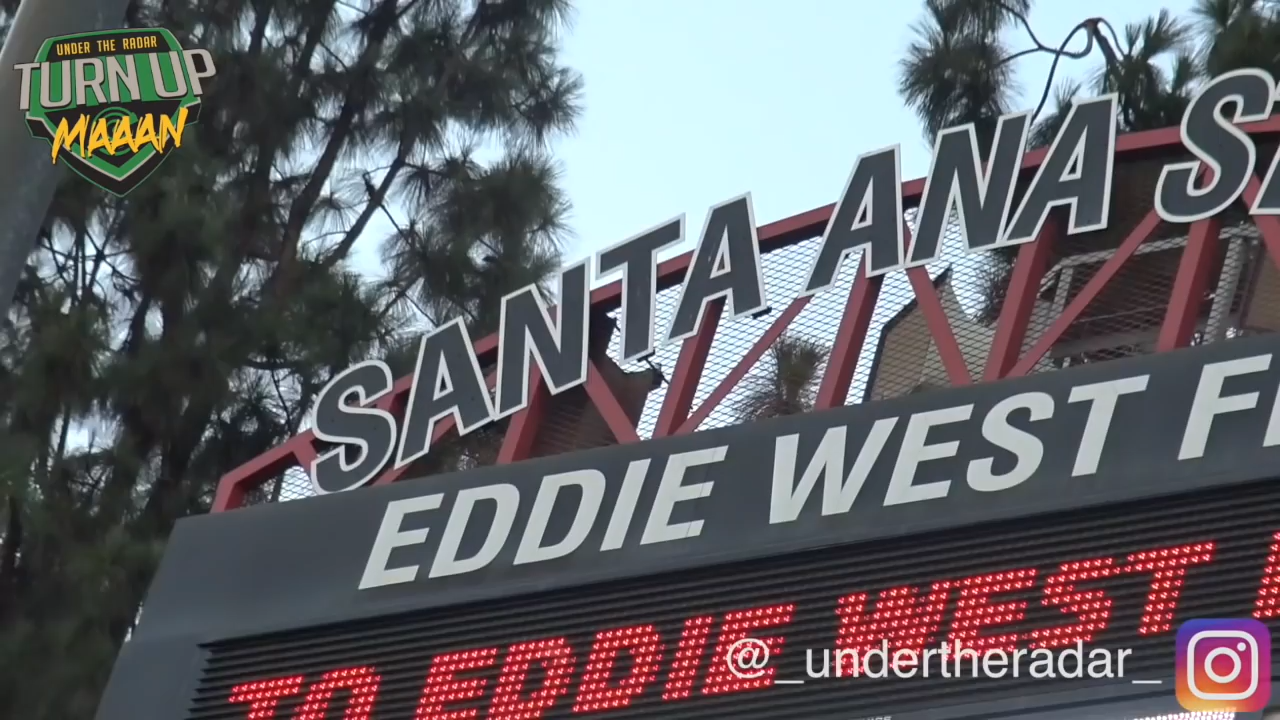 UNDER THE RADAR
TURN UP
MAAAN
SANTA ANA S
EDDIE WEST F
TO EDDIE WEST
@_undertheradar_